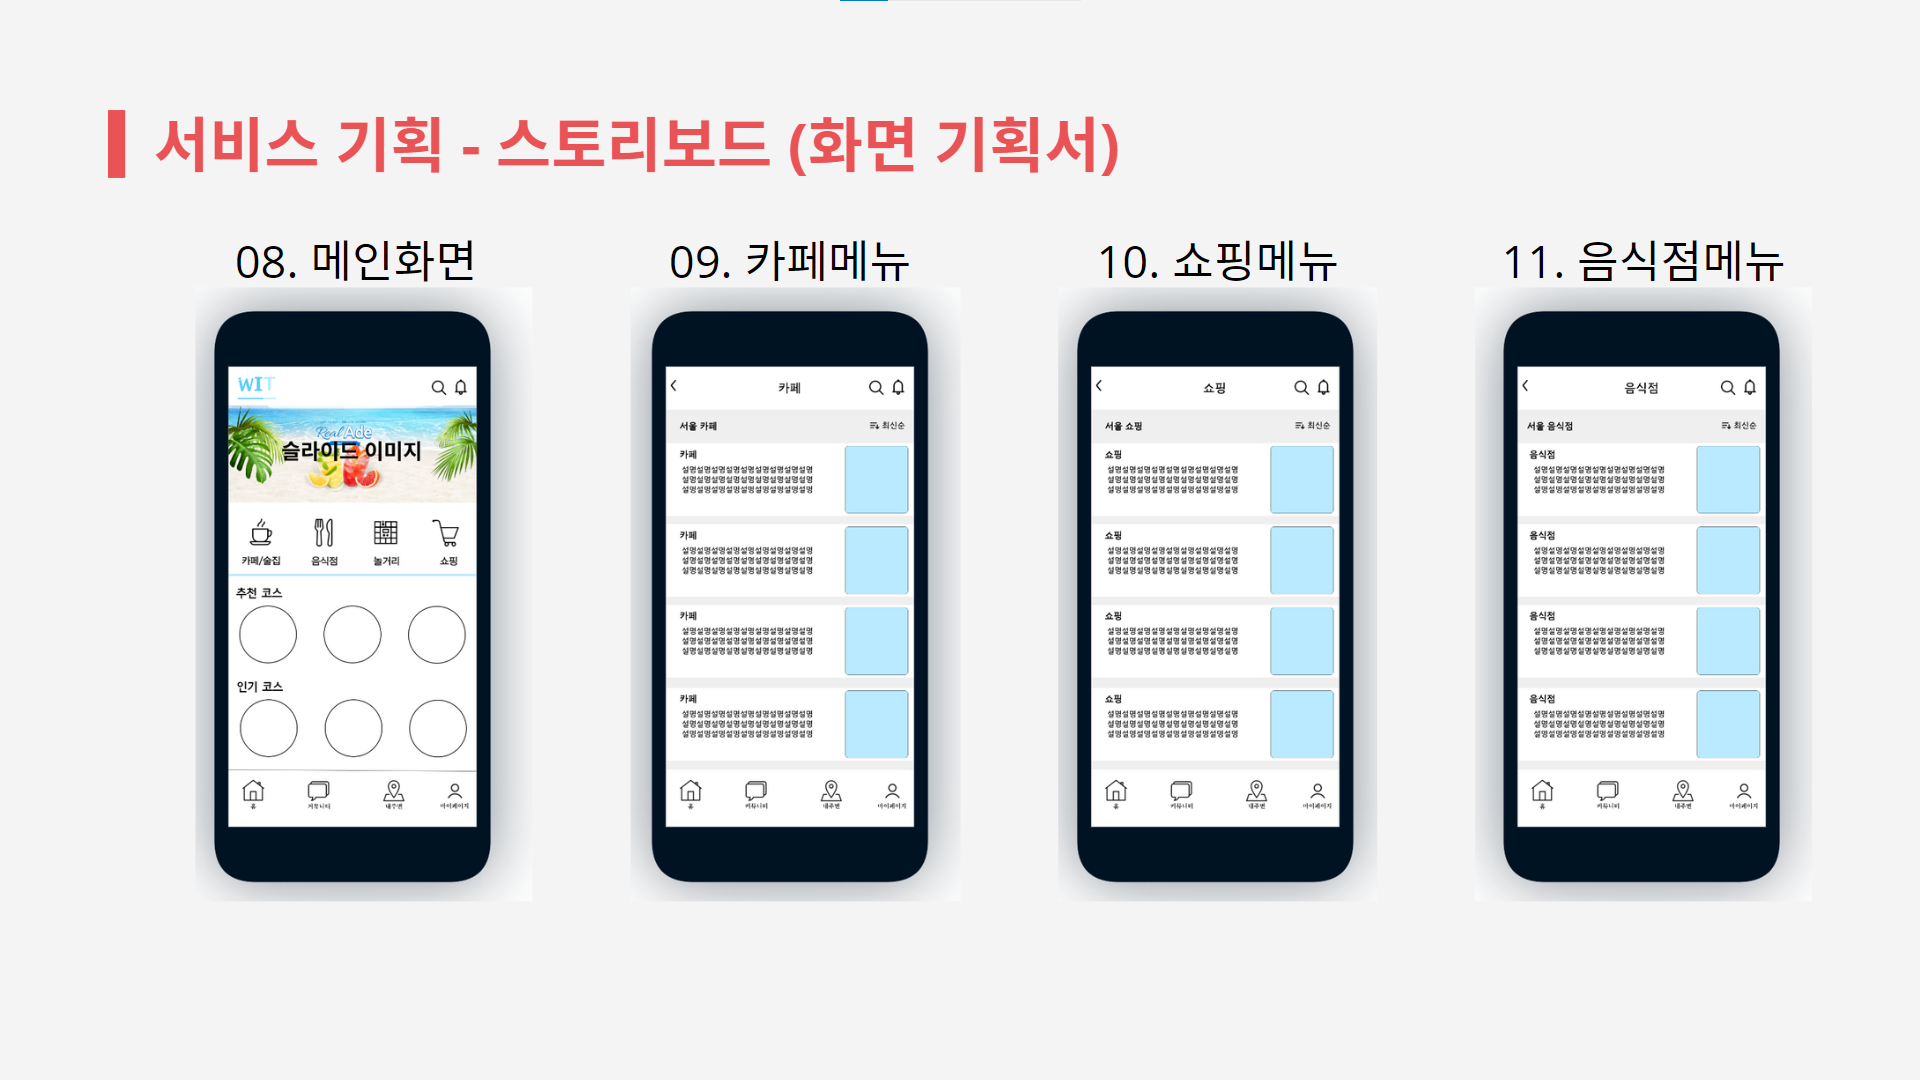 서비스 기획 - 스토리보드 (화면 기획서)
08. 메인화면
WIT
Real Ade
슬라이드 이미지
카페/술집
음식점
놀거리
쇼핑
추천 코스
인기 코스
홈
커뮤니티
내주변
마이페이지
09. 카페메뉴
카페
서울 카페
최신순
카페
설명설명설명설명설명설명설명설명설명
설명설명설명설명설명설명설명설명설명
설명설명설명설명설명설명설명설명설명
카페
설명설명설명설명설명설명설명설명설명
설명설명설명설명설명설명설명설명설명
설명설명설명설명설명설명설명설명설명
카페
설명설명설명설명설명설명설명설명설명
설명설명설명설명설명설명설명설명설명
설명설명설명설명설명설명설명설명설명
카페
설명설명설명설명설명설명설명설명설명
설명설명설명설명설명설명설명설명설명
설명설명설명설명설명설명설명설명설명
홈
커뮤니티
내주변
마이페이지
10. 쇼핑메뉴
쇼핑
서울 쇼핑
최신순
쇼핑
설명설명설명설명설명설명설명설명설명
설명설명설명설명설명설명설명설명설명
설명설명설명설명설명설명설명설명설명
쇼핑
설명설명설명설명설명설명설명설명설명
설명설명설명설명설명설명설명설명설명
설명설명설명설명설명설명설명설명설명
쇼핑
설명설명설명설명설명설명설명설명설명
설명설명설명설명설명설명설명설명설명
설명설명설명설명설명설명설명설명설명
쇼핑
설명설명설명설명설명설명설명설명설명
설명설명설명설명설명설명설명설명설명
설명설명설명설명설명설명설명설명설명
홈
커뮤니티
내주변
마이페이지
11. 음식점메뉴
음식점
서울 음식점
최신순
음식점
설명설명설명설명설명설명설명설명설명
설명설명설명설명설명설명설명설명설명
설명설명설명설명설명설명설명설명설명
음식점
설명설명설명설명설명설명설명설명설명
설명설명설명설명설명설명설명설명설명
설명설명설명설명설명설명설명설명설명
음식점
설명설명설명설명설명설명설명설명설명
설명설명설명설명설명설명설명설명설명
설명설명설명설명설명설명설명설명설명
음식점
설명설명설명설명설명설명설명설명설명
설명설명설명설명설명설명설명설명설명
설명설명설명설명설명설명설명설명설명
홈
커뮤니티
내주변
마이페이지